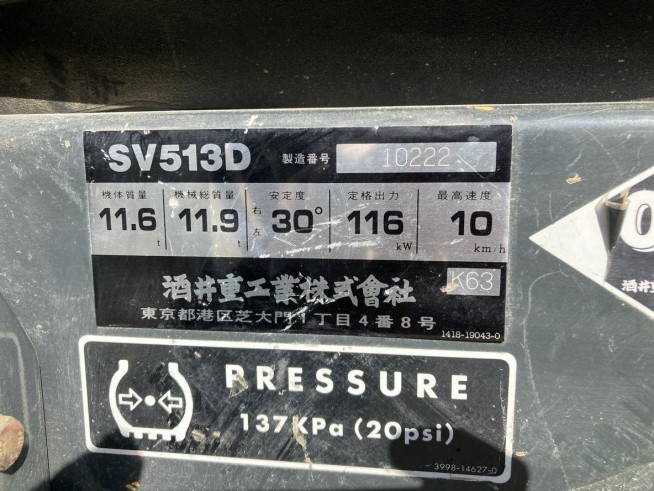 SV513D 製造番号 10222
機体質量 機械総質量 安定度 定格出力 最高速度
11.6 t 11.9 t 右 左 30° 116 kW 10 km/h
酒井重工業株式會社 K63
東京都港区芝大門1丁目4番8号
1418-19043-0
PRESSURE
137KPa (20psi)
3998-14627-0
酒井